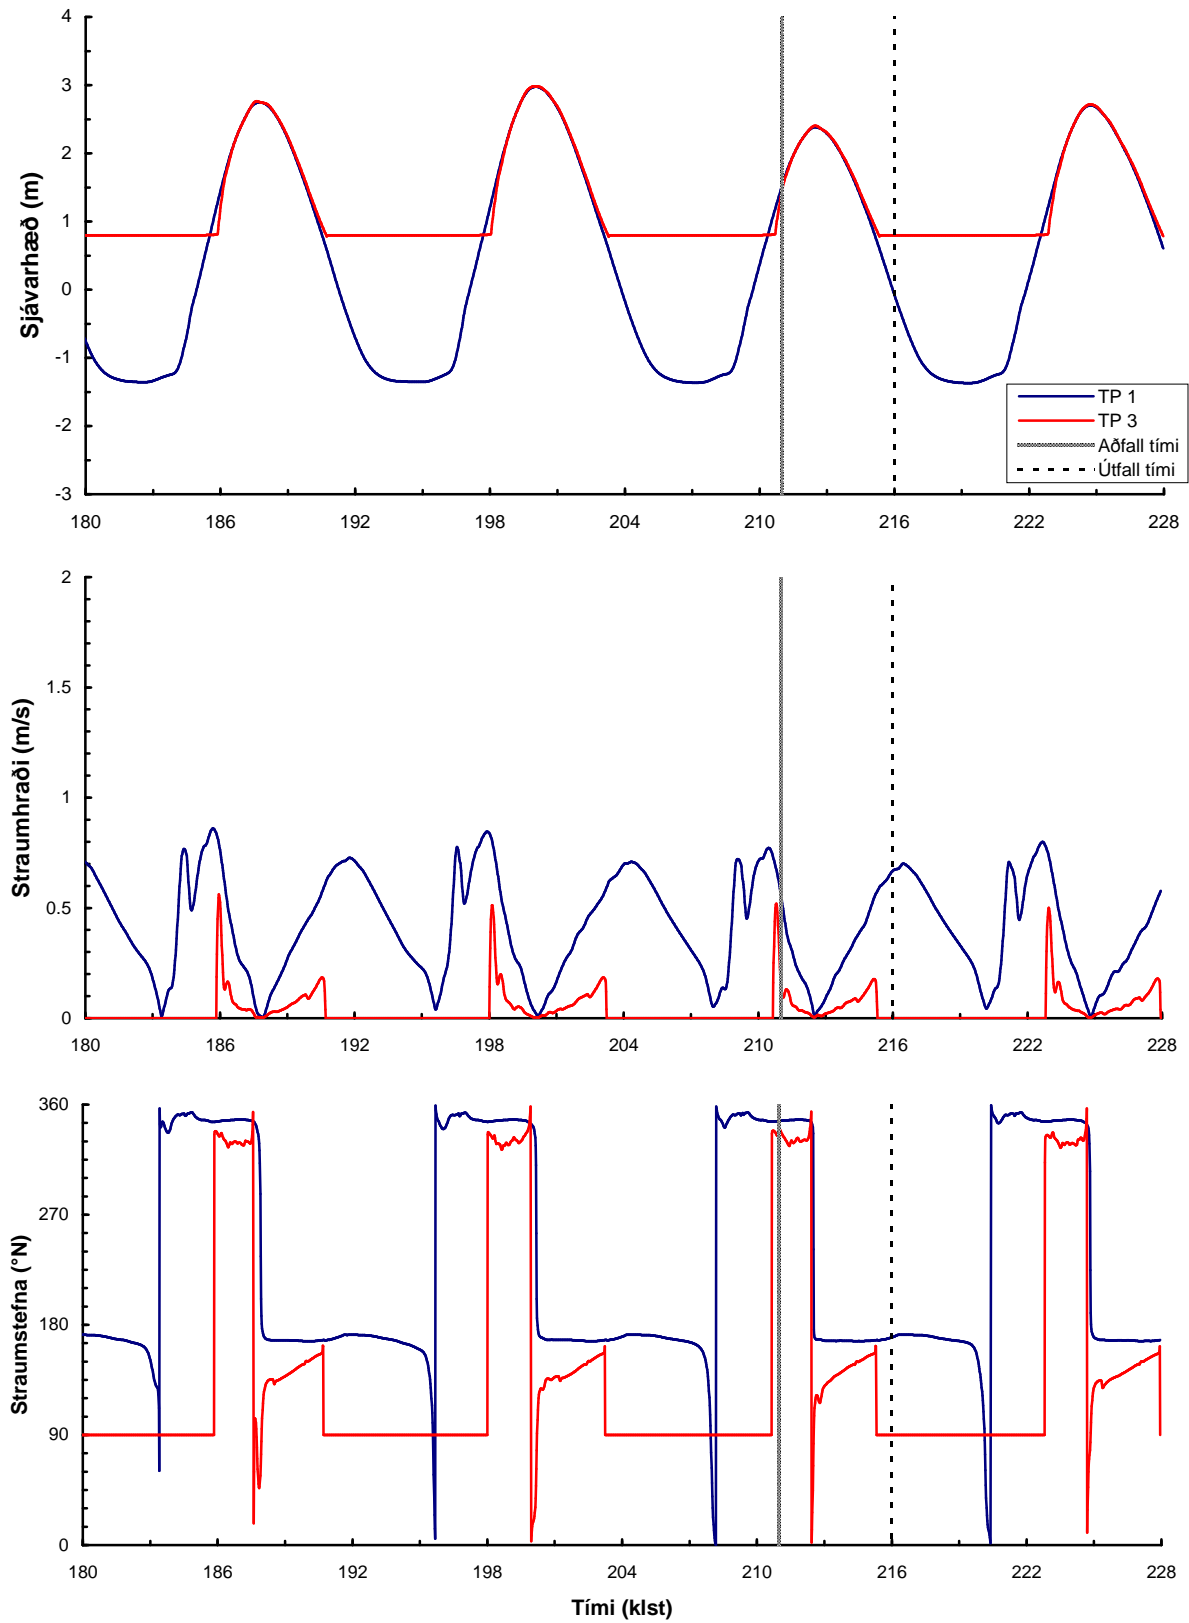 Sjávarhæð (m)
4
3
2
1
0
-1
-2
-3
180 186 192 198 204 210 216 222 228
TP 1
TP 3
Aðfall tími
Útfall tími
Straumhraði (m/s)
2
1.5
1
0.5
0
180 186 192 198 204 210 216 222 228
Straumstefna (°N)
360
270
180
90
0
180 186 192 198 204 210 216 222 228
Tími (klst)